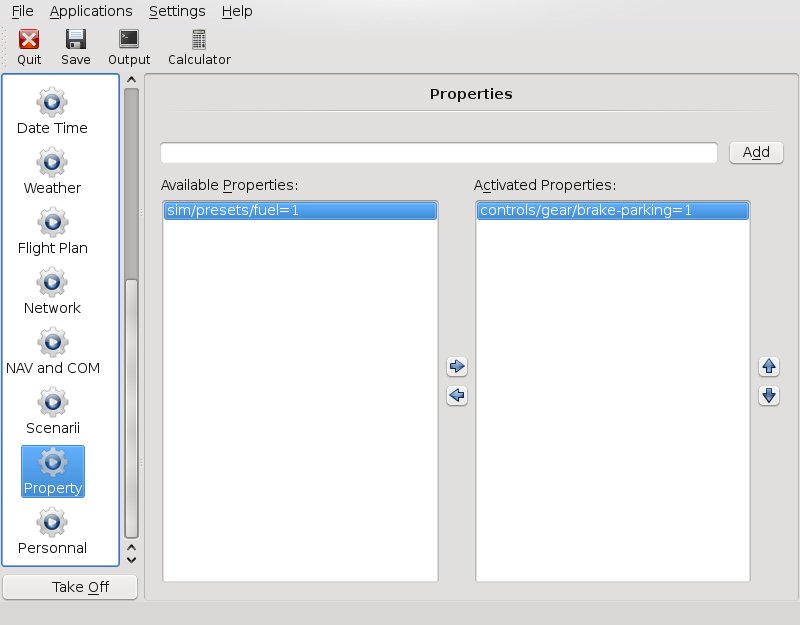 File Applications Settings Help
Quit Save Output Calculator
Date Time
Weather
Flight Plan
Network
NAV and COM
Scenarii
Property
Personnal
Take Off
Properties
Add
Available Properties:
sim/presets/fuel=1
Activated Properties:
controls/gear/brake-parking=1